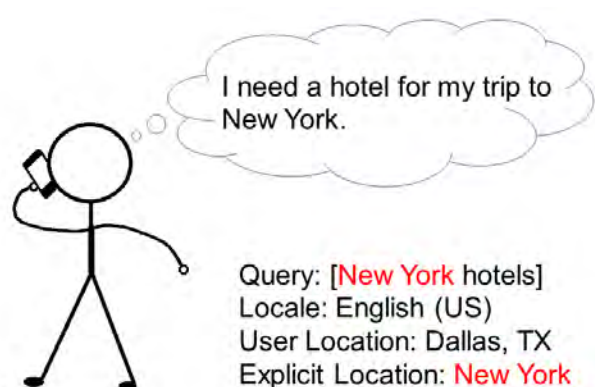 I need a hotel for my trip to
New York.
Query: [New York hotels]
Locale: English (US)
User Location: Dallas, TX
Explicit Location: New York